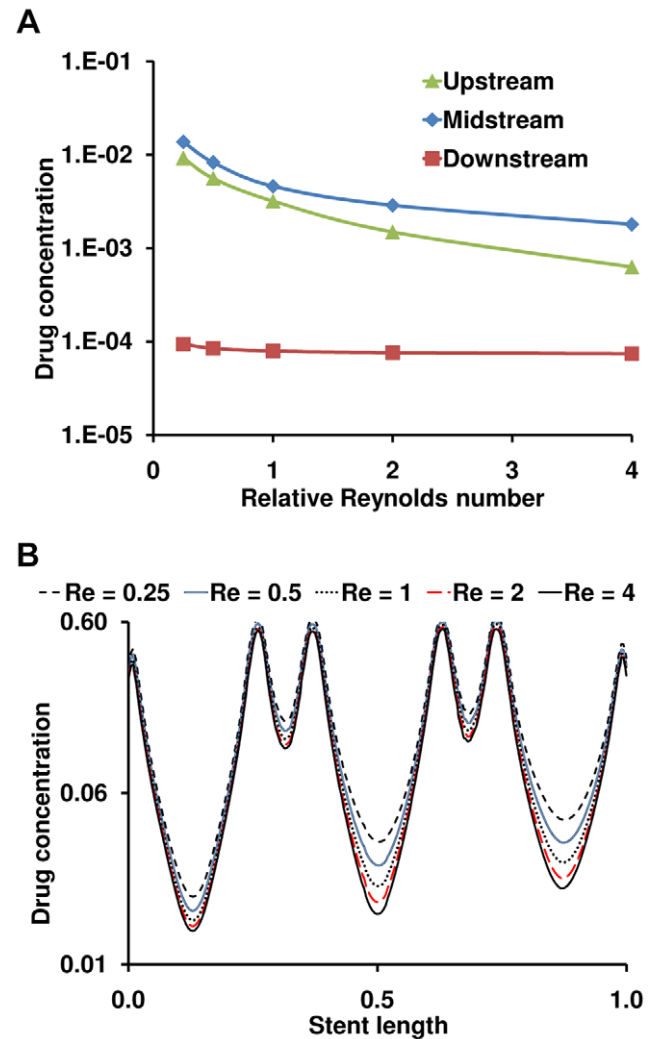 A
1.E-01
1.E-02
1.E-03
1.E-04
1.E-05
Drug concentration
Upstream
Midstream
Downstream
0 1 2 3 4
Relative Reynolds number
B
Re = 0.25 Re = 0.5 Re = 1 Re = 2 Re = 4
0.60
0.06
0.01
Drug concentration
0.0 0.5 1.0
Stent length